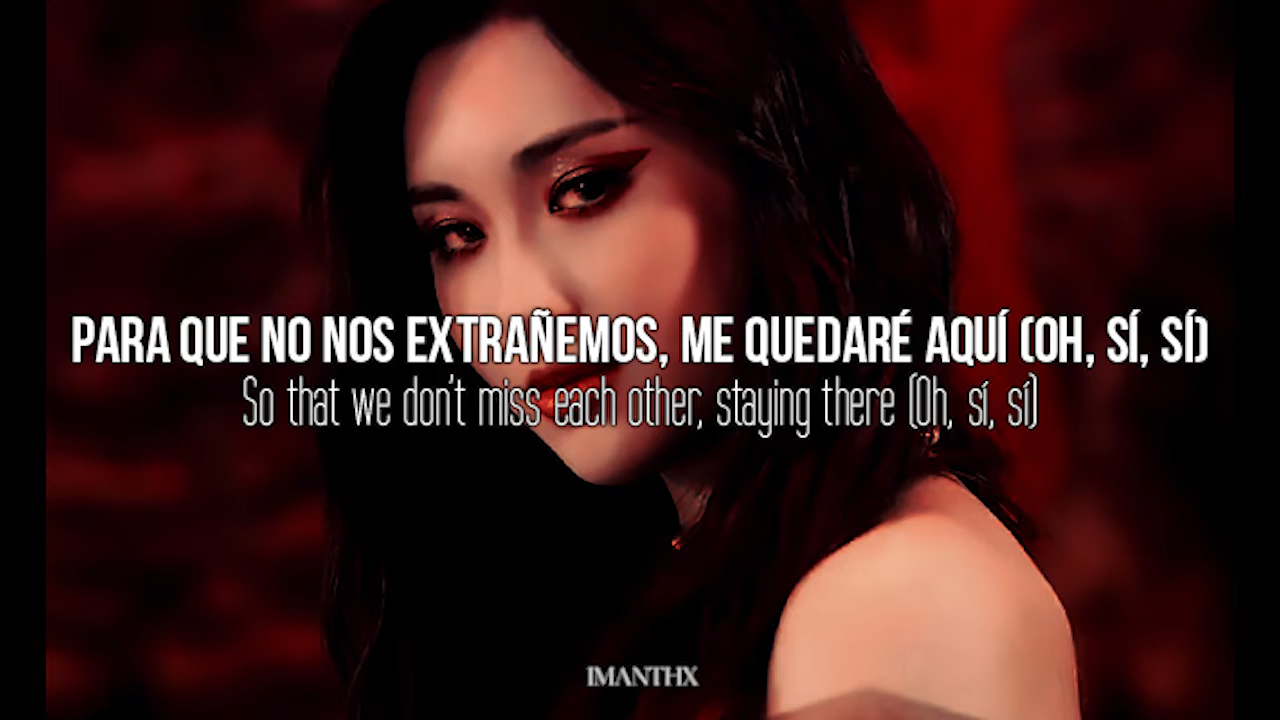 PARA QUE NO NOS EXTRAÑEMOS, ME QUEDARÉ AQUÍ (OH, SÍ, SÍ)
So that we don't miss each other, staying there (Oh, sí, sí)
IMANTHX